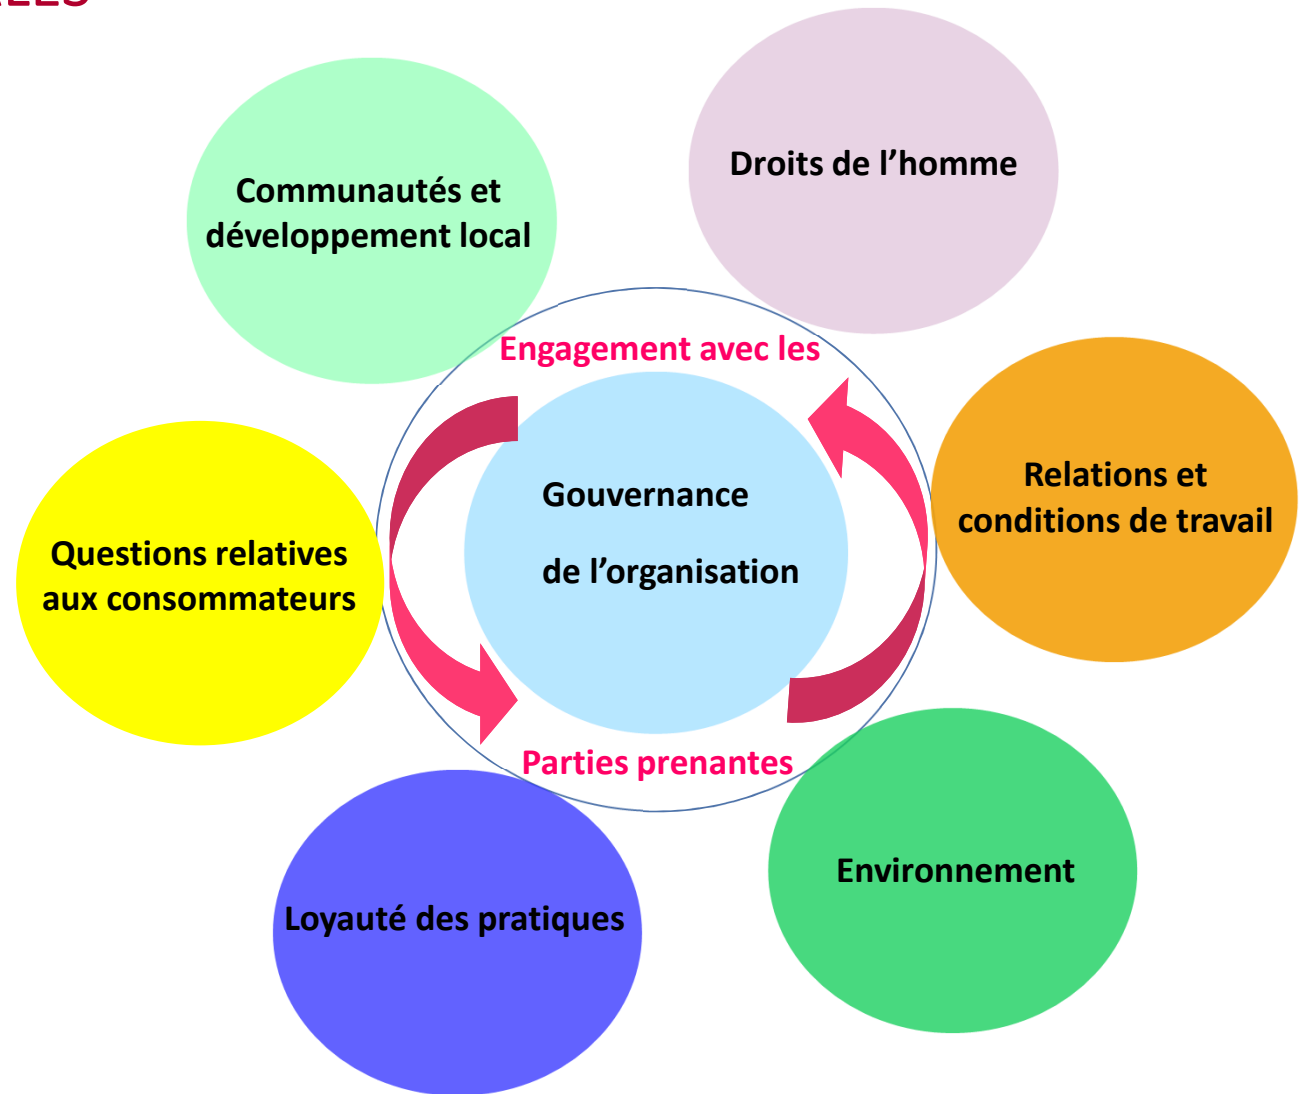 Droits de l’homme
Communautés et
développement local
Engagement avec les
Relations et
conditions de travail
Gouvernance
de l’organisation
Questions relatives
aux consommateurs
Parties prenantes
Environnement
Loyauté des pratiques